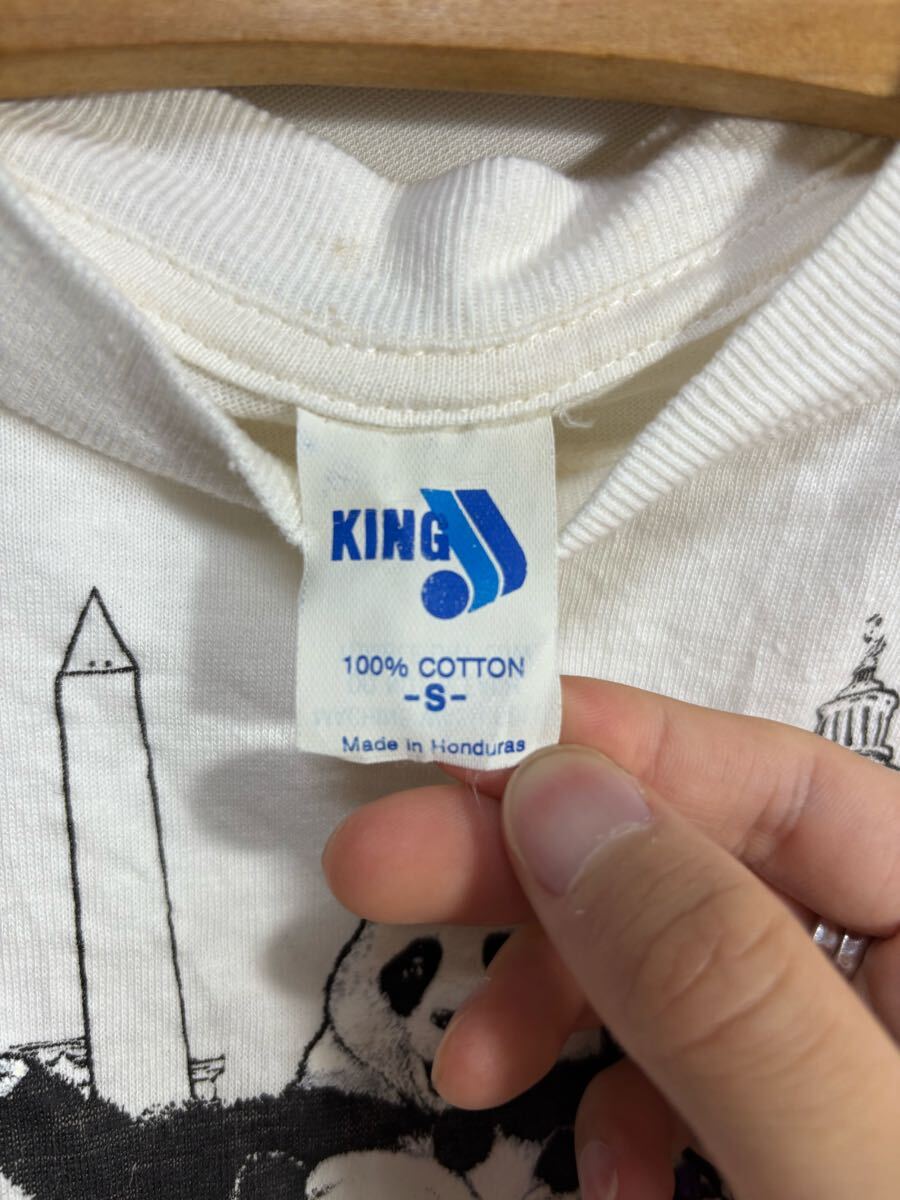 KING
100% COTTON
-S-
Made in Honduras